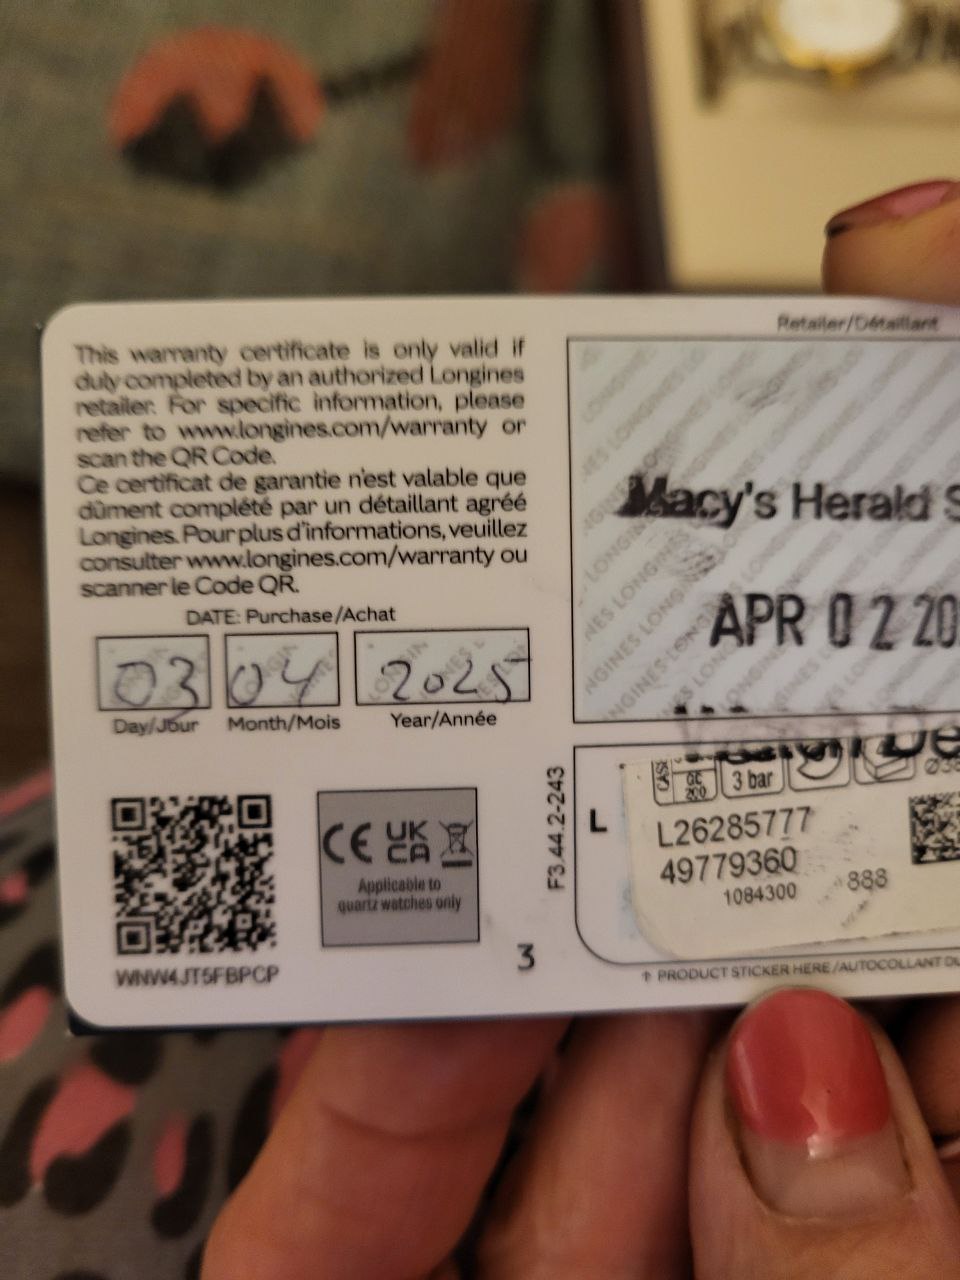 Retailer/Détaillant
This warranty certificate is only valid if
duly completed by an authorized Longines
retailer. For specific information, please
refer to www.longines.com/warranty or
scan the QR Code.
Ce certificat de garantie n'est valable que
dûment complété par un détaillant agréé
Longines. Pour plus d'informations, veuillez
consulter www.longines.com/warranty ou
scanner le Code QR.
DATE: Purchase/Achat
03 04 2025
Day/Jour Month/Mois Year/Année
Macy's Herald S
APR 02 20
WNW4JT5FBPCP
CE UK CA
Applicable to
quartz watches only
3
F3.44.2-243
L
CASE
GC
200
3 bar
L26285777
49779360
1084300
888
↑ PRODUCT STICKER HERE/AUTOCOLLANT DU